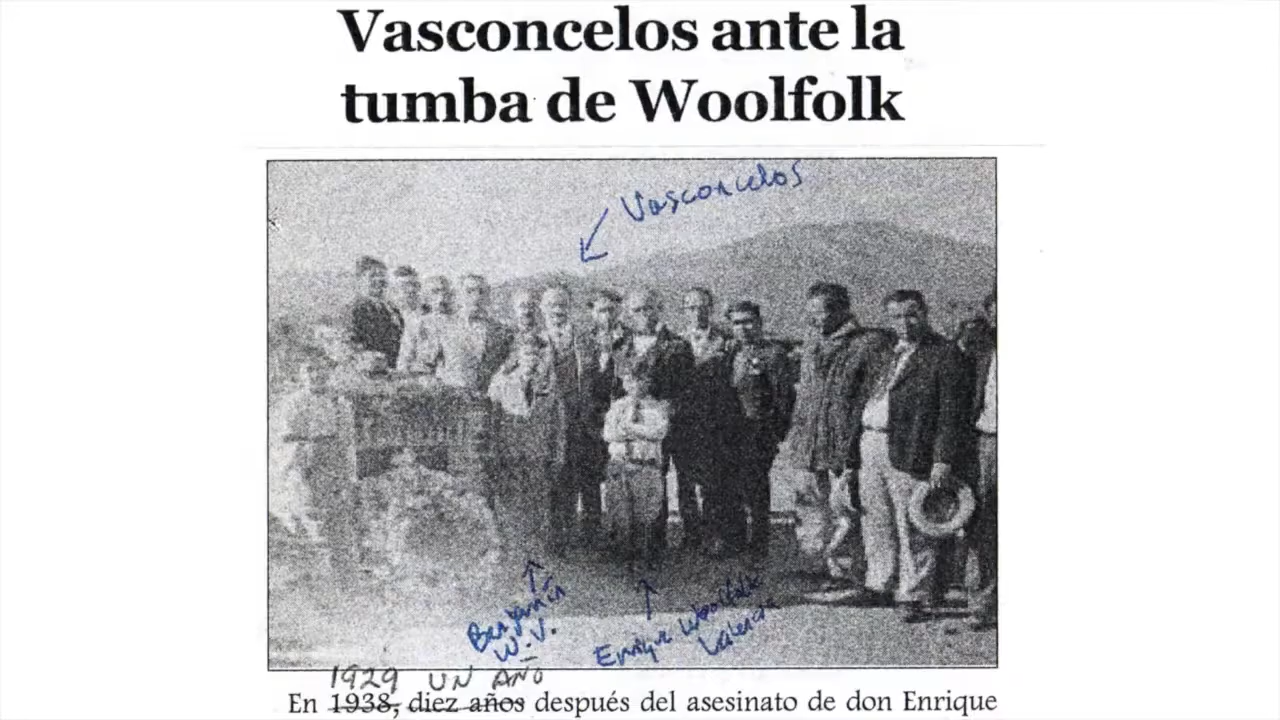 Vasconcelos ante la
tumba de Woolfolk
Vasconcelos
Benjamín
W.V.
Enrique Woolfolk
Valencia
1929 UN AÑO
En 1938, diez años después del asesinato de don Enrique